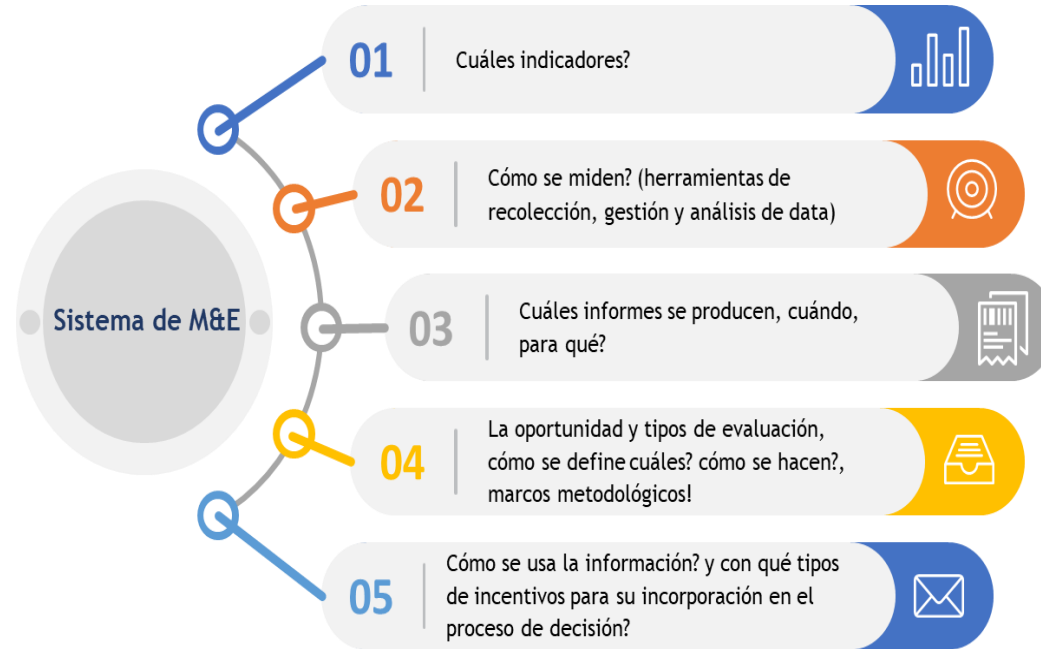 Sistema de M&E
01
Cuáles indicadores?
02
Cómo se miden? (herramientas de
recolección, gestión y análisis de data)
03
Cuáles informes se producen, cuándo,
para qué?
04
La oportunidad y tipos de evaluación,
cómo se define cuáles? cómo se hacen?,
marcos metodológicos!
05
Cómo se usa la información? y con qué tipos
de incentivos para su incorporación en el
proceso de decisión?